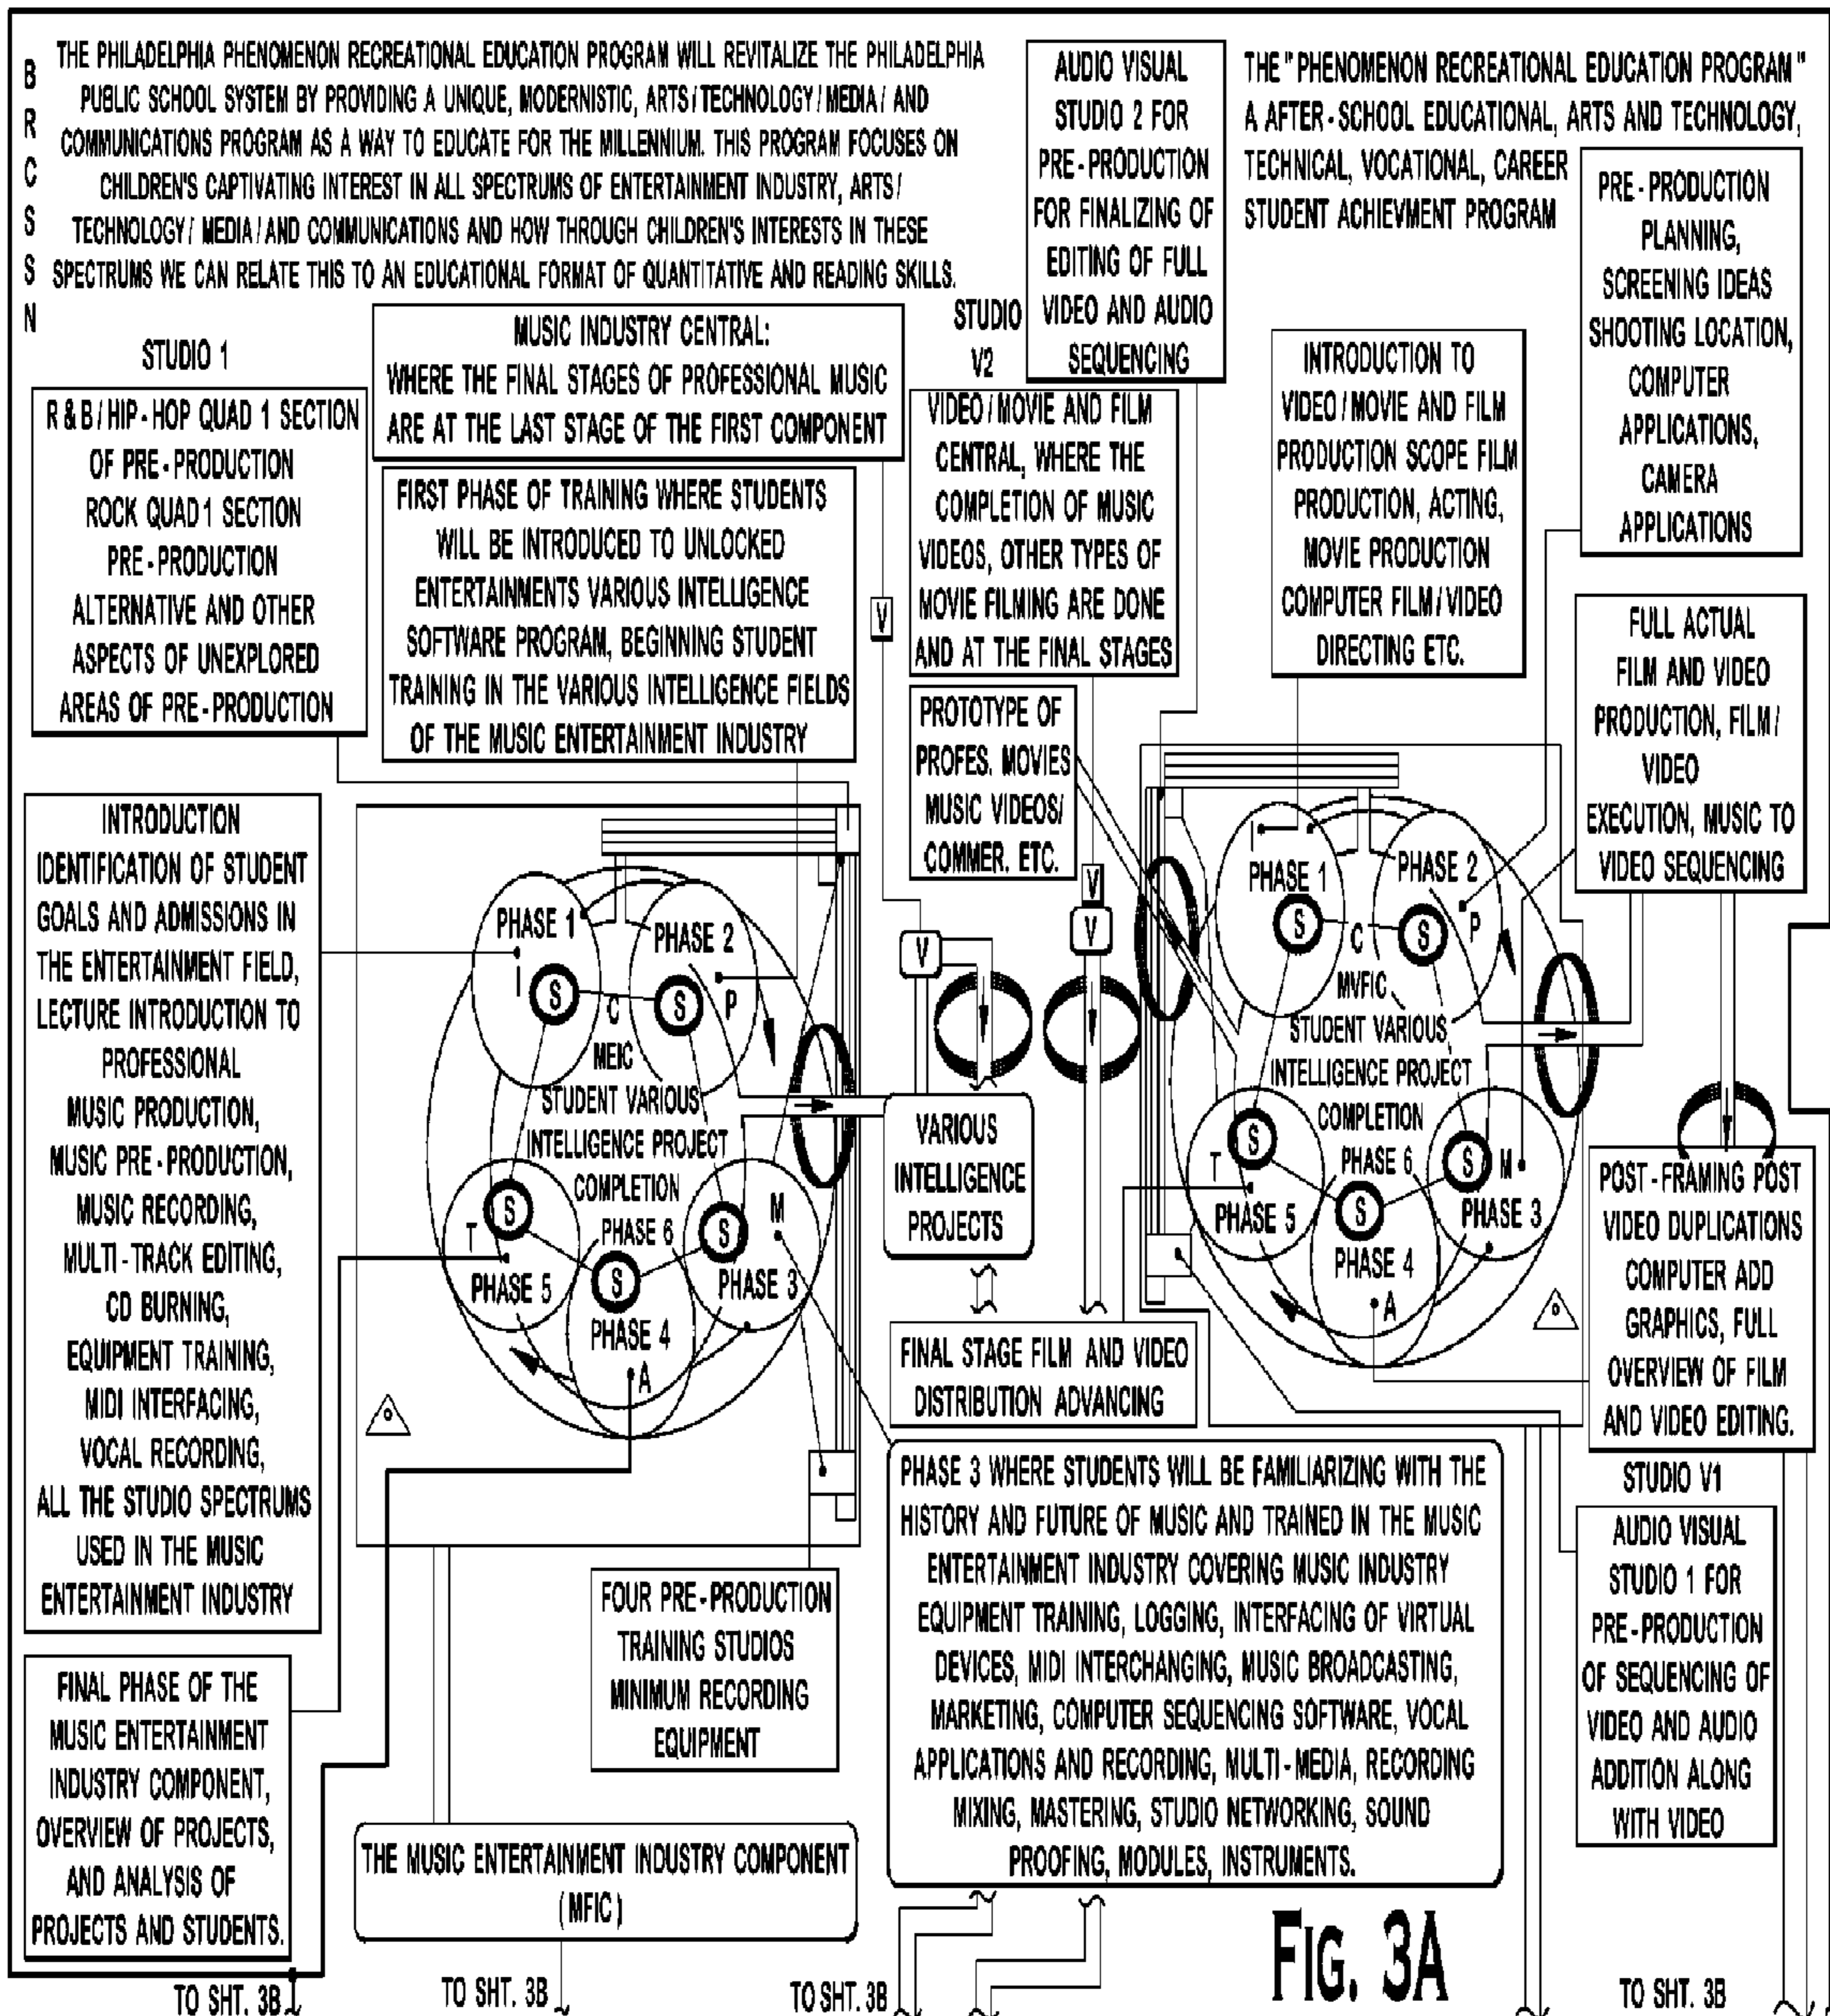 B
R
C
S
S
N
THE PHILADELPHIA PHENOMENON RECREATIONAL EDUCATION PROGRAM WILL REVITALIZE THE PHILADELPHIA
PUBLIC SCHOOL SYSTEM BY PROVIDING A UNIQUE, MODERNISTIC, ARTS/TECHNOLOGY/MEDIA/ AND
COMMUNICATIONS PROGRAM AS A WAY TO EDUCATE FOR THE MILLENNIUM. THIS PROGRAM FOCUSES ON
CHILDREN'S CAPTIVATING INTEREST IN ALL SPECTRUMS OF ENTERTAINMENT INDUSTRY, ARTS/
TECHNOLOGY/ MEDIA/AND COMMUNICATIONS AND HOW THROUGH CHILDREN'S INTERESTS IN THESE
SPECTRUMS WE CAN RELATE THIS TO AN EDUCATIONAL FORMAT OF QUANTITATIVE AND READING SKILLS.
AUDIO VISUAL
STUDIO 2 FOR
PRE-PRODUCTION
FOR FINALIZING OF
EDITING OF FULL
VIDEO AND AUDIO
SEQUENCING
THE "PHENOMENON RECREATIONAL EDUCATION PROGRAM"
A AFTER-SCHOOL EDUCATIONAL, ARTS AND TECHNOLOGY,
TECHNICAL, VOCATIONAL, CAREER
STUDENT ACHIEVMENT PROGRAM
PRE-PRODUCTION
PLANNING,
SCREENING IDEAS
SHOOTING LOCATION,
COMPUTER
APPLICATIONS,
CAMERA
APPLICATIONS
STUDIO 1
R & B/HIP-HOP QUAD 1 SECTION
OF PRE-PRODUCTION
ROCK QUAD 1 SECTION
PRE-PRODUCTION
ALTERNATIVE AND OTHER
ASPECTS OF UNEXPLORED
AREAS OF PRE-PRODUCTION
MUSIC INDUSTRY CENTRAL:
WHERE THE FINAL STAGES OF PROFESSIONAL MUSIC
ARE AT THE LAST STAGE OF THE FIRST COMPONENT
FIRST PHASE OF TRAINING WHERE STUDENTS
WILL BE INTRODUCED TO UNLOCKED
ENTERTAINMENTS VARIOUS INTELLIGENCE
SOFTWARE PROGRAM, BEGINNING STUDENT
TRAINING IN THE VARIOUS INTELLIGENCE FIELDS
OF THE MUSIC ENTERTAINMENT INDUSTRY
V
STUDIO
V2
VIDEO/MOVIE AND FILM
CENTRAL, WHERE THE
COMPLETION OF MUSIC
VIDEOS, OTHER TYPES OF
MOVIE FILMING ARE DONE
AND AT THE FINAL STAGES
INTRODUCTION TO
VIDEO/MOVIE AND FILM
PRODUCTION SCOPE FILM
PRODUCTION, ACTING,
MOVIE PRODUCTION
COMPUTER FILM/VIDEO
DIRECTING ETC.
FULL ACTUAL
FILM AND VIDEO
PRODUCTION, FILM/
VIDEO
EXECUTION, MUSIC TO
VIDEO SEQUENCING
PROTOTYPE OF
PROFES. MOVIES
MUSIC VIDEOS/
COMMER. ETC.
INTRODUCTION
IDENTIFICATION OF STUDENT
GOALS AND ADMISSIONS IN
THE ENTERTAINMENT FIELD,
LECTURE INTRODUCTION TO
PROFESSIONAL
MUSIC PRODUCTION,
MUSIC PRE-PRODUCTION,
MUSIC RECORDING,
MULTI-TRACK EDITING,
CD BURNING,
EQUIPMENT TRAINING,
MIDI INTERFACING,
VOCAL RECORDING,
ALL THE STUDIO SPECTRUMS
USED IN THE MUSIC
ENTERTAINMENT INDUSTRY
PHASE 1
I
S
C
PHASE 2
S
P
MEIC
STUDENT VARIOUS
INTELLIGENCE PROJECT
COMPLETION
PHASE 6
T
S
PHASE 5
S
PHASE 4
A
S
M
PHASE 3
V
V
V
VARIOUS
INTELLIGENCE
PROJECTS
I
PHASE 1
S
C
PHASE 2
S
P
MVFIC
STUDENT VARIOUS
INTELLIGENCE PROJECT
COMPLETION
PHASE 6
T
S
PHASE 5
S
PHASE 4
A
S
M
PHASE 3
POST-FRAMING POST
VIDEO DUPLICATIONS
COMPUTER ADD
GRAPHICS, FULL
OVERVIEW OF FILM
AND VIDEO EDITING.
FINAL STAGE FILM AND VIDEO
DISTRIBUTION ADVANCING
PHASE 3 WHERE STUDENTS WILL BE FAMILIARIZING WITH THE
HISTORY AND FUTURE OF MUSIC AND TRAINED IN THE MUSIC
ENTERTAINMENT INDUSTRY COVERING MUSIC INDUSTRY
EQUIPMENT TRAINING, LOGGING, INTERFACING OF VIRTUAL
DEVICES, MIDI INTERCHANGING, MUSIC BROADCASTING,
MARKETING, COMPUTER SEQUENCING SOFTWARE, VOCAL
APPLICATIONS AND RECORDING, MULTI-MEDIA, RECORDING
MIXING, MASTERING, STUDIO NETWORKING, SOUND
PROOFING, MODULES, INSTRUMENTS.
STUDIO V1
AUDIO VISUAL
STUDIO 1 FOR
PRE-PRODUCTION
OF SEQUENCING OF
VIDEO AND AUDIO
ADDITION ALONG
WITH VIDEO
FOUR PRE-PRODUCTION
TRAINING STUDIOS
MINIMUM RECORDING
EQUIPMENT
FINAL PHASE OF THE
MUSIC ENTERTAINMENT
INDUSTRY COMPONENT,
OVERVIEW OF PROJECTS,
AND ANALYSIS OF
PROJECTS AND STUDENTS.
THE MUSIC ENTERTAINMENT INDUSTRY COMPONENT
(MFIC)
FIG. 3A
TO SHT. 3B
TO SHT. 3B
TO SHT. 3B
TO SHT. 3B